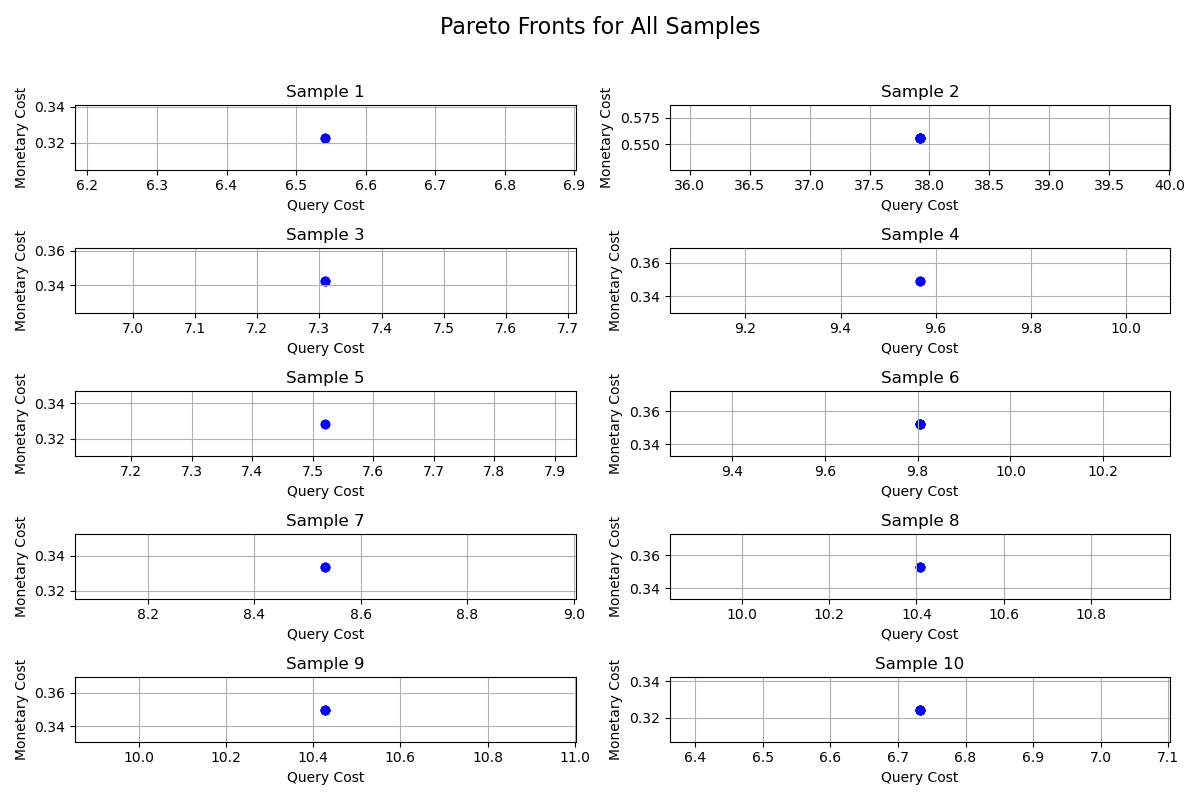 Pareto Fronts for All Samples
Sample 1
Monetary Cost
0.34
0.32
6.2 6.3 6.4 6.5 6.6 6.7 6.8 6.9
Query Cost
Sample 2
Monetary Cost
0.575
0.550
36.0 36.5 37.0 37.5 38.0 38.5 39.0 39.5 40.0
Query Cost
Sample 3
Monetary Cost
0.36
0.34
7.0 7.1 7.2 7.3 7.4 7.5 7.6 7.7
Query Cost
Sample 4
Monetary Cost
0.36
0.34
9.2 9.4 9.6 9.8 10.0
Query Cost
Sample 5
Monetary Cost
0.34
0.32
7.2 7.3 7.4 7.5 7.6 7.7 7.8 7.9
Query Cost
Sample 6
Monetary Cost
0.36
0.34
9.4 9.6 9.8 10.0 10.2
Query Cost
Sample 7
Monetary Cost
0.34
0.32
8.2 8.4 8.6 8.8 9.0
Query Cost
Sample 8
Monetary Cost
0.36
0.34
10.0 10.2 10.4 10.6 10.8
Query Cost
Sample 9
Monetary Cost
0.36
0.34
10.0 10.2 10.4 10.6 10.8 11.0
Query Cost
Sample 10
Monetary Cost
0.34
0.32
6.4 6.5 6.6 6.7 6.8 6.9 7.0 7.1
Query Cost